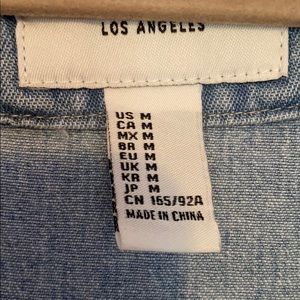 LOS ANGELES
US M
CA M
MX M
BR M
EU M
UK M
KR M
JP M
CN 165/92A
MADE IN CHINA